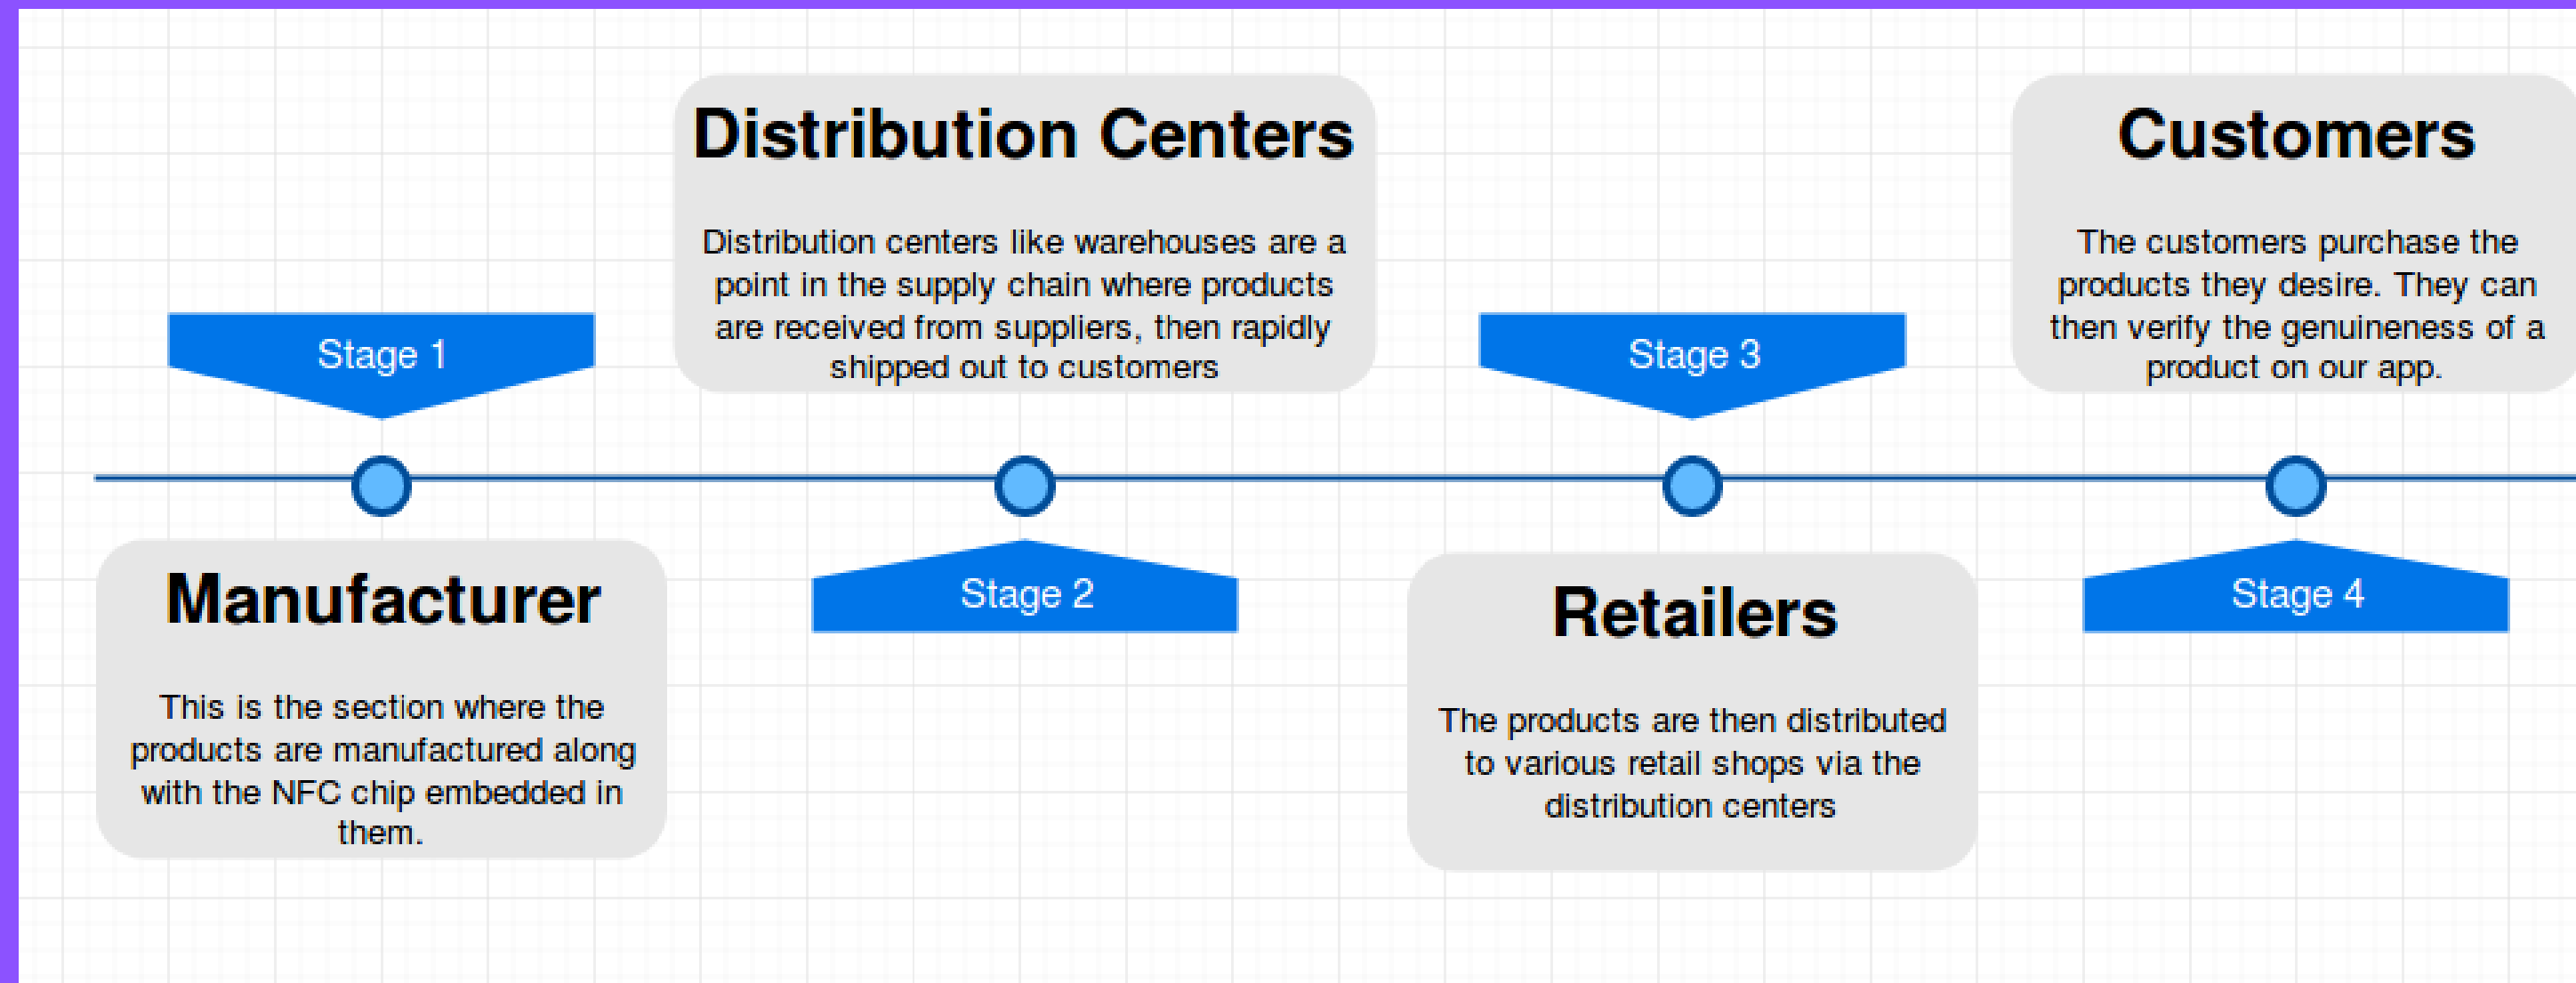 Stage 1
Manufacturer
This is the section where the
products are manufactured along
with the NFC chip embedded in
them.
Distribution Centers
Distribution centers like warehouses are a
point in the supply chain where products
are received from suppliers, then rapidly
shipped out to customers
Stage 2
Stage 3
Retailers
The products are then distributed
to various retail shops via the
distribution centers
Customers
The customers purchase the
products they desire. They can
then verify the genuineness of a
product on our app.
Stage 4